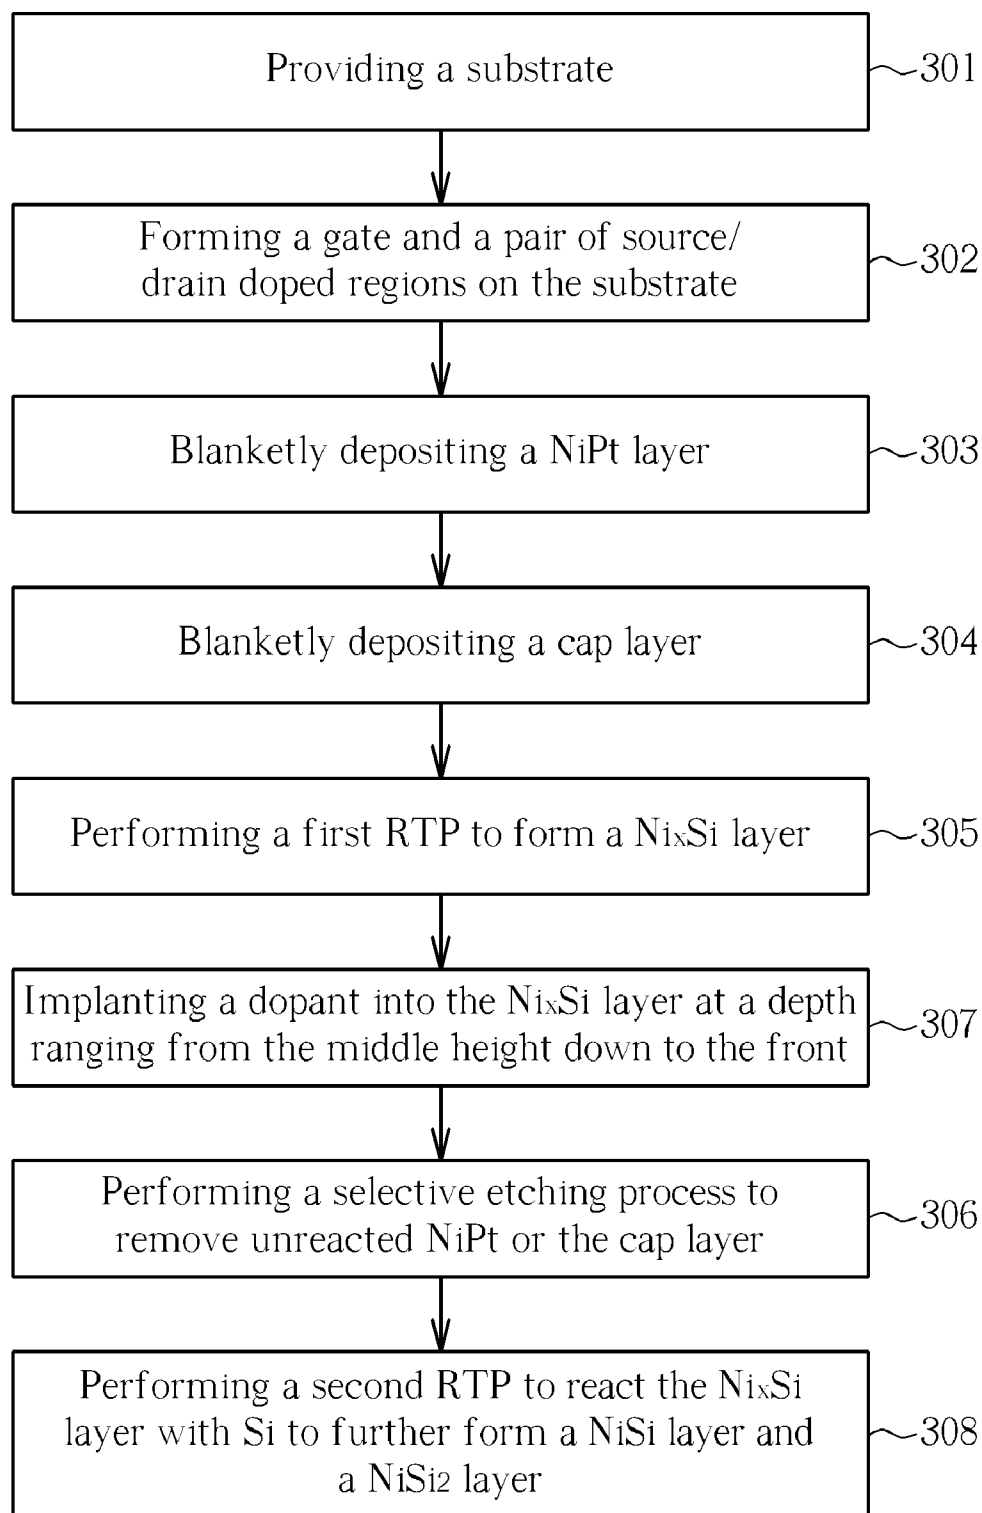 Providing a substrate
301
Forming a gate and a pair of source/
drain doped regions on the substrate
302
Blanketly depositing a NiPt layer
303
Blanketly depositing a cap layer
304
Performing a first RTP to form a NixSi layer
305
Implanting a dopant into the NixSi layer at a depth
ranging from the middle height down to the front
307
Performing a selective etching process to
remove unreacted NiPt or the cap layer
306
Performing a second RTP to react the NixSi
layer with Si to further form a NiSi layer and
a NiSi2 layer
308